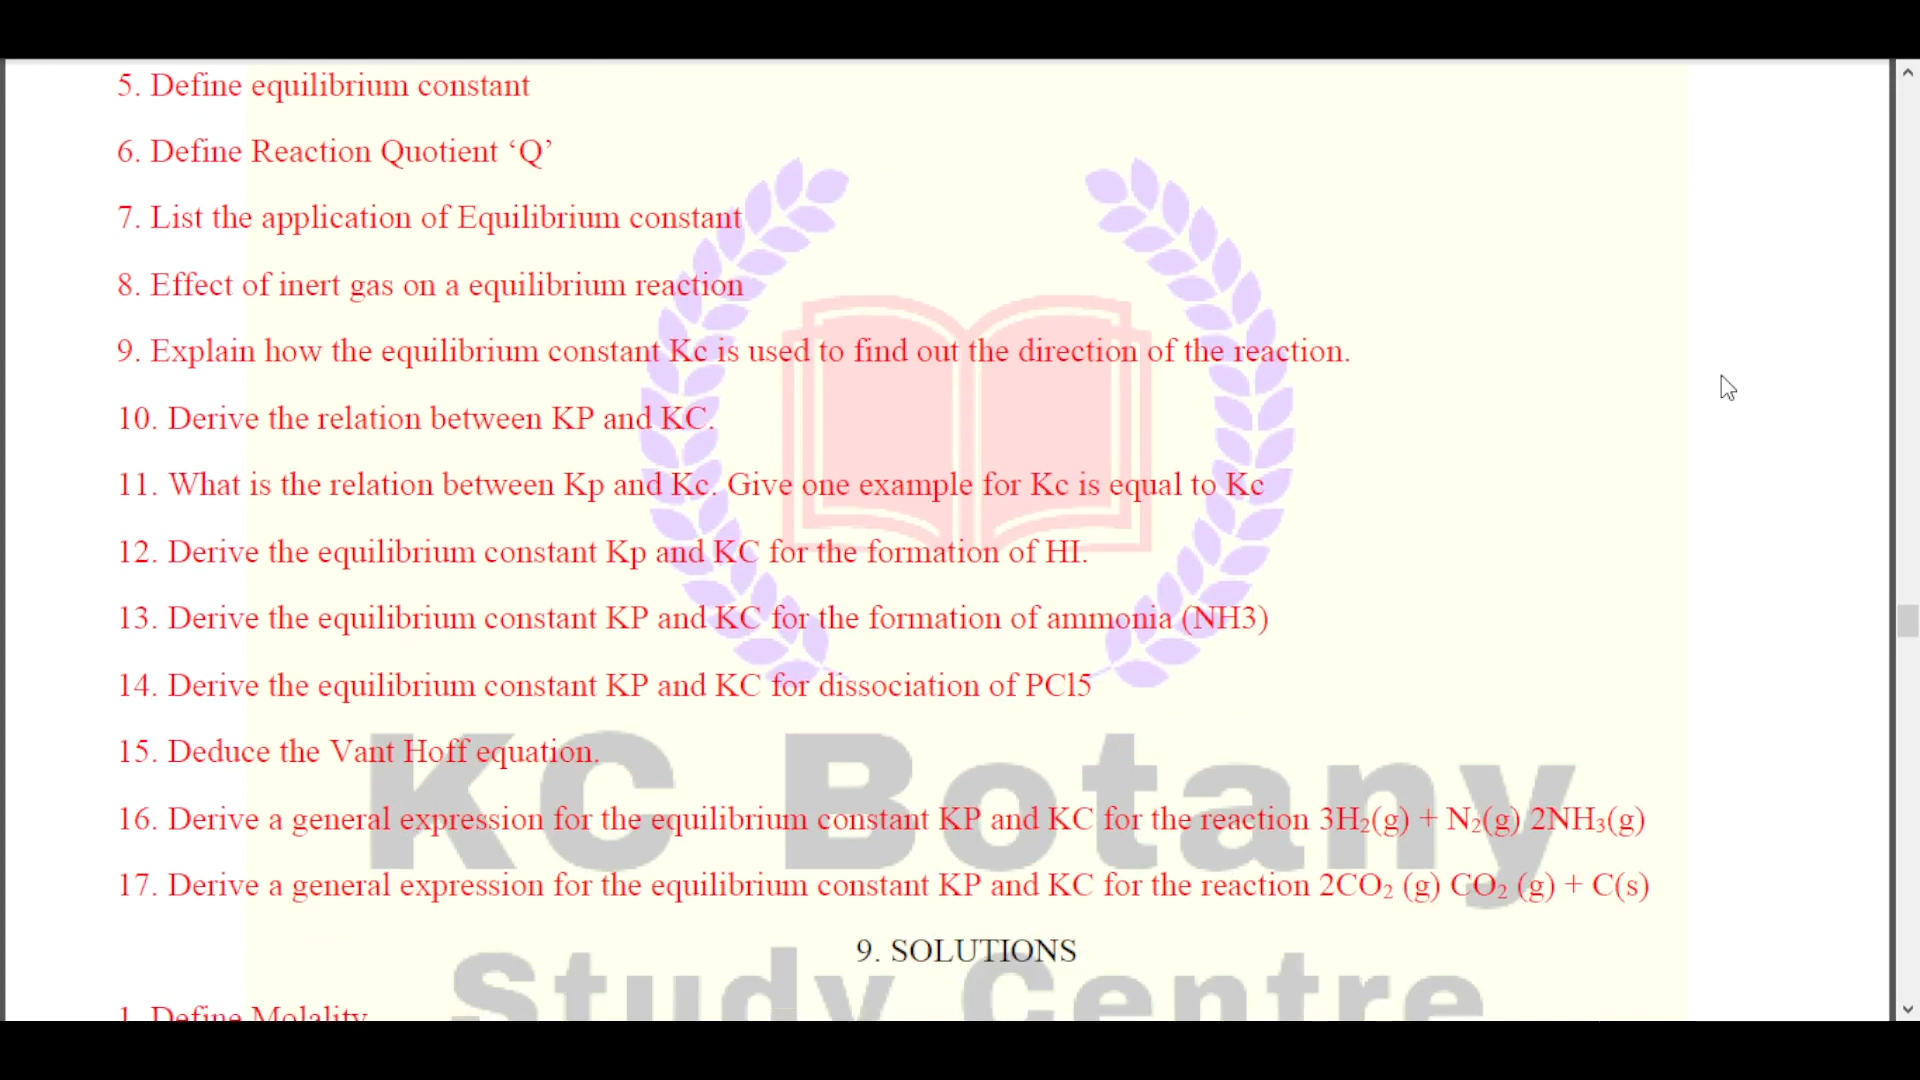 5. Define equilibrium constant
6. Define Reaction Quotient ‘Q’
7. List the application of Equilibrium constant
8. Effect of inert gas on a equilibrium reaction
9. Explain how the equilibrium constant Kc is used to find out the direction of the reaction.
10. Derive the relation between KP and KC.
11. What is the relation between Kp and Kc. Give one example for Kc is equal to Kc
12. Derive the equilibrium constant Kp and KC for the formation of HI.
13. Derive the equilibrium constant KP and KC for the formation of ammonia (NH3)
14. Derive the equilibrium constant KP and KC for dissociation of PCl5
15. Deduce the Vant Hoff equation.
16. Derive a general expression for the equilibrium constant KP and KC for the reaction 3H₂(g) + N₂(g) 2NH₃(g)
17. Derive a general expression for the equilibrium constant KP and KC for the reaction 2CO₂ (g) CO₂ (g) + C(s)
9. SOLUTIONS
1. Define Molality
KC Botany
Study Centre